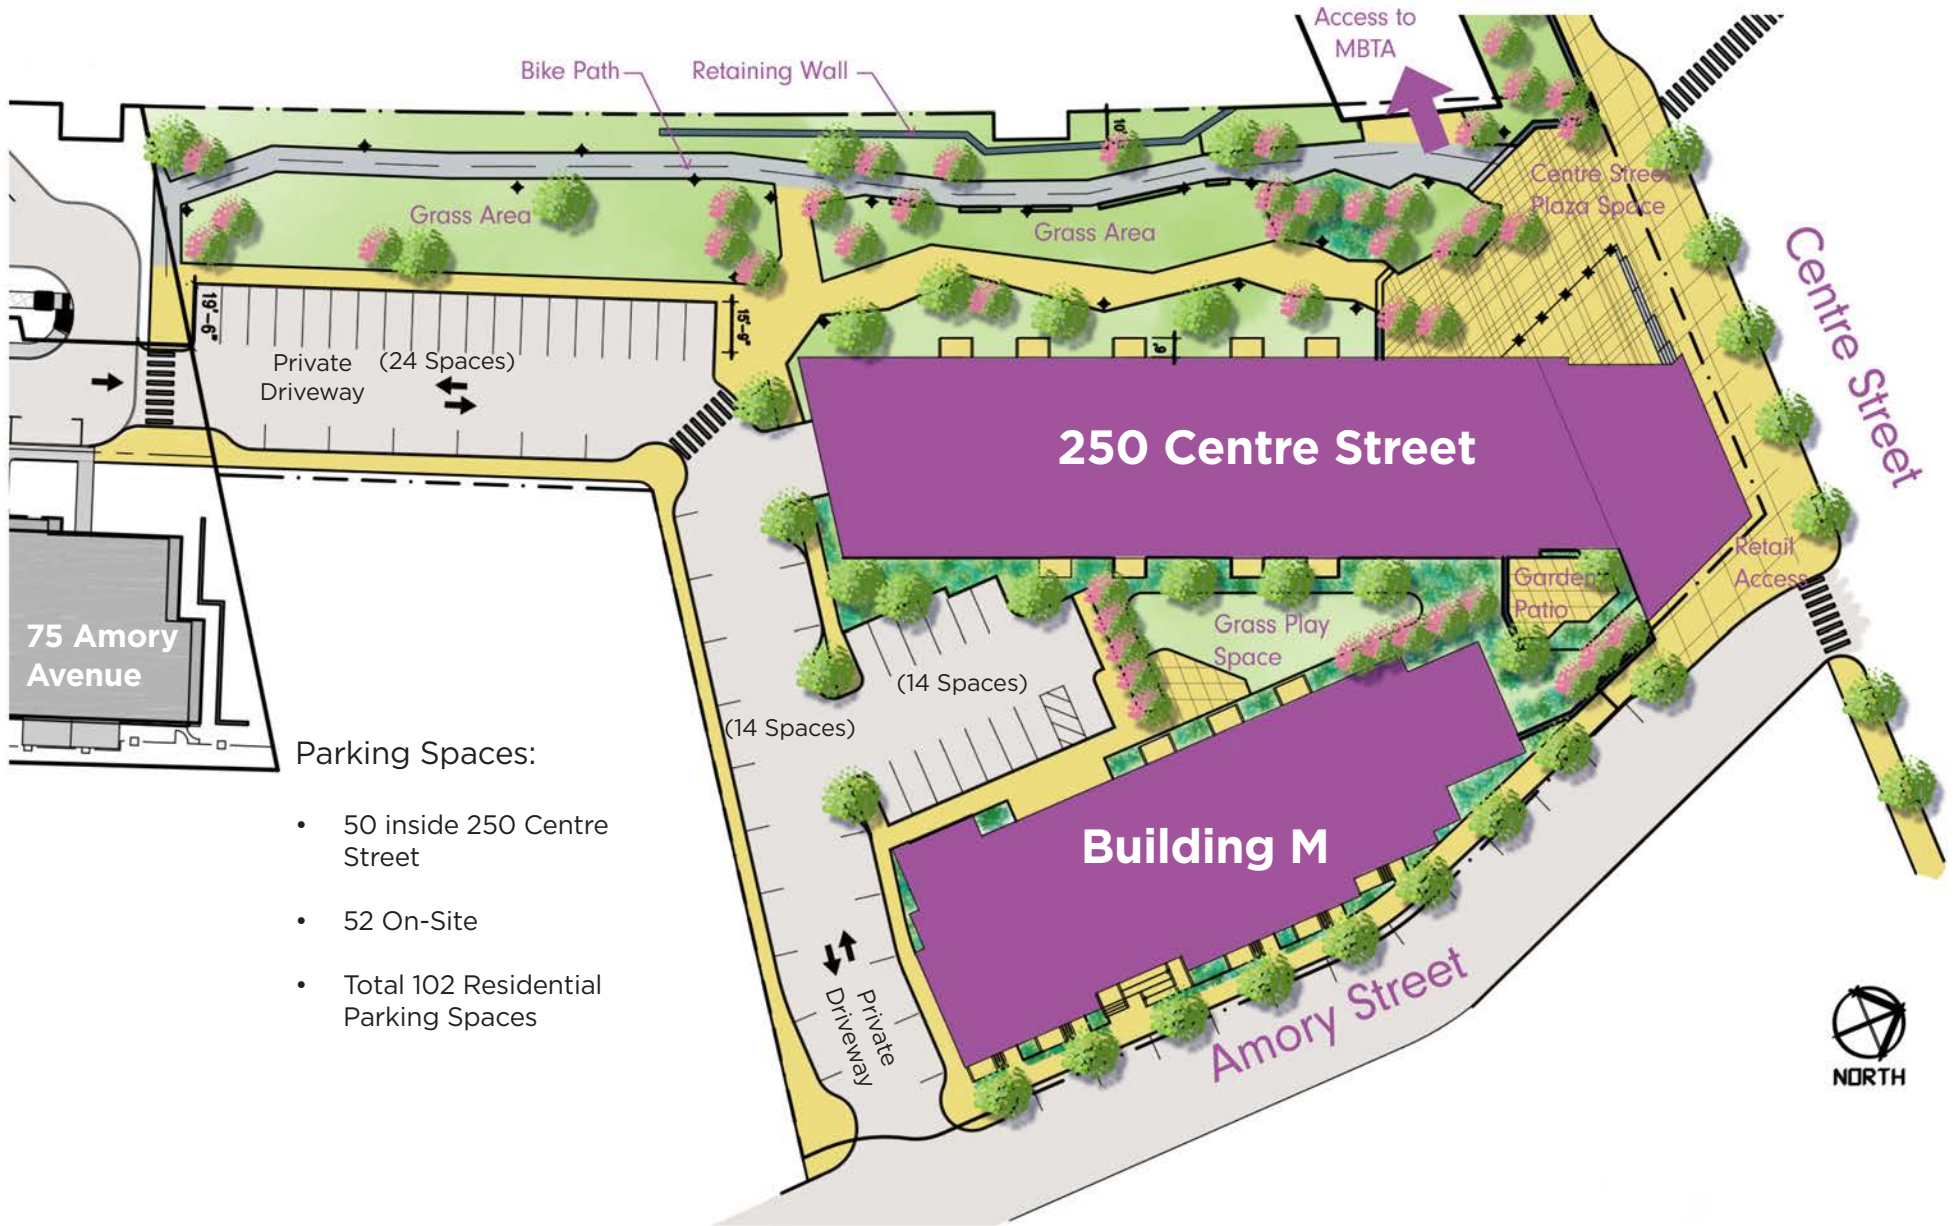 Access to
MBTA
Bike Path
Retaining Wall
10'
Centre Street
Plaza Space
Grass Area
Grass Area
Centre Street
19'-6"
15'-9"
6'
Private
Driveway
(24 Spaces)
250 Centre Street
Retail
Access
Garden
Patio
Grass Play
Space
75 Amory
Avenue
(14 Spaces)
(14 Spaces)
Parking Spaces:
• 50 inside 250 Centre
Street
• 52 On-Site
• Total 102 Residential
Parking Spaces
Building M
Private
Driveway
Amory Street
NORTH